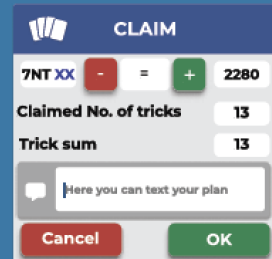 CLAIM
7NT XX - = + 2280
Claimed No. of tricks 13
Trick sum 13
Here you can text your plan
Cancel OK